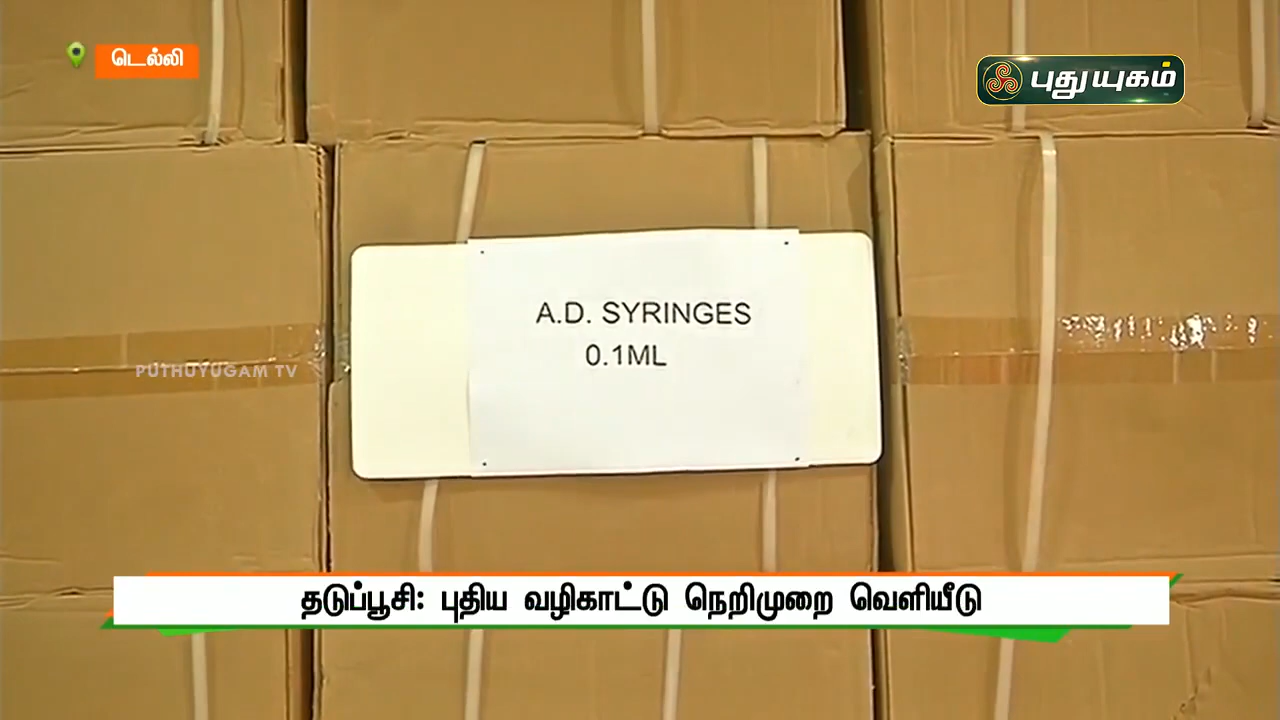 டெல்லி
புதுயுகம்
A.D. SYRINGES
0.1ML
PUTHUYUGAM TV
தடுப்பூசி: புதிய வழிகாட்டு நெறிமுறை வெளியீடு